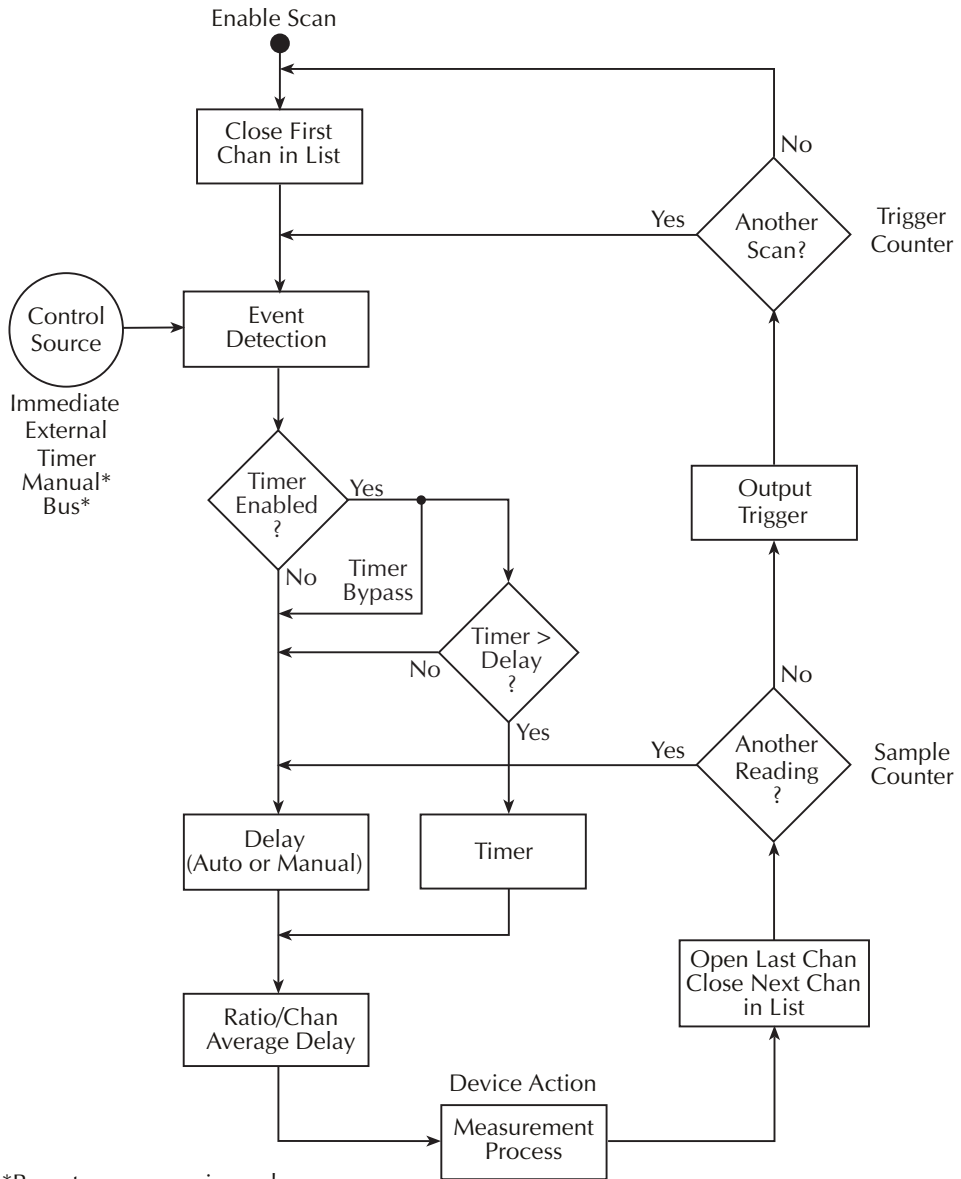 Enable Scan
Close First
Chan in List
No
Yes
Another
Scan?
Trigger
Counter
Control
Source
Event
Detection
Immediate
External
Timer
Manual*
Bus*
Timer
Enabled
?
Yes
No
Timer
Bypass
Output
Trigger
Timer >
Delay
?
No
Yes
No
Yes
Another
Reading
?
Sample
Counter
Delay
(Auto or Manual)
Timer
Open Last Chan
Close Next Chan
in List
Ratio/Chan
Average Delay
Device Action
Measurement
Process